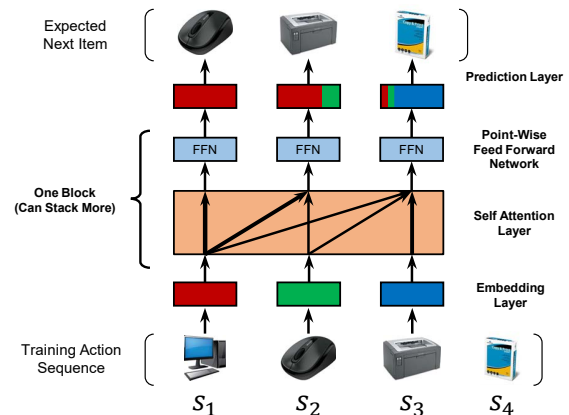 Expected
Next Item
Prediction Layer
FFN
FFN
FFN
Point-Wise
Feed Forward
Network
One Block
(Can Stack More)
Self Attention
Layer
Embedding
Layer
Training Action
Sequence
S1
S2
S3
S4